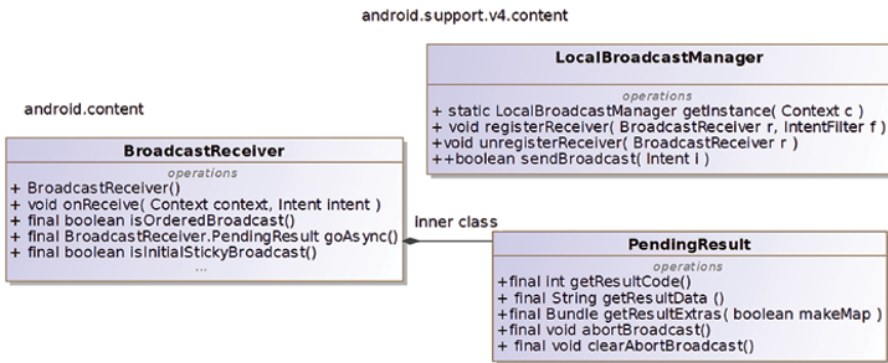 android.support.v4.content
LocalBroadcastManager
operations
+ static LocalBroadcastManager getInstance( Context c )
+ void registerReceiver( BroadcastReceiver r, IntentFilter f )
+void unregisterReceiver( BroadcastReceiver r )
++boolean sendBroadcast( Intent i )
android.content
BroadcastReceiver
operations
+ BroadcastReceiver()
+ void onReceive( Context context, Intent intent )
+ final boolean isOrderedBroadcast()
+ final BroadcastReceiver.PendingResult goAsync()
+ final boolean isInitialStickyBroadcast()
...
inner class
PendingResult
operations
+final int getResultCode()
+ final String getResultData ()
+final Bundle getResultExtras( boolean makeMap )
+final void abortBroadcast()
+ final void clearAbortBroadcast()